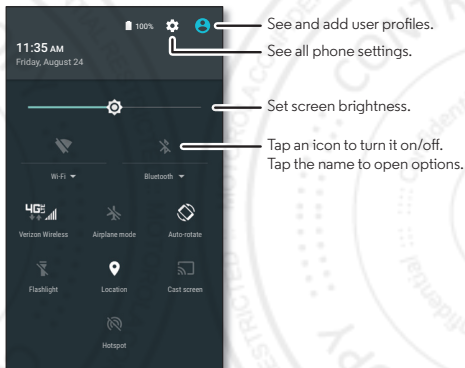 100%
See and add user profiles.
11:35 AM
Friday, August 24
See all phone settings.
Set screen brightness.
Tap an icon to turn it on/off.
Tap the name to open options.
Wi-Fi
Bluetooth
4G LTE
Verizon Wireless
Airplane mode
Auto-rotate
Flashlight
Location
Cast screen
Hotspot
Confidential